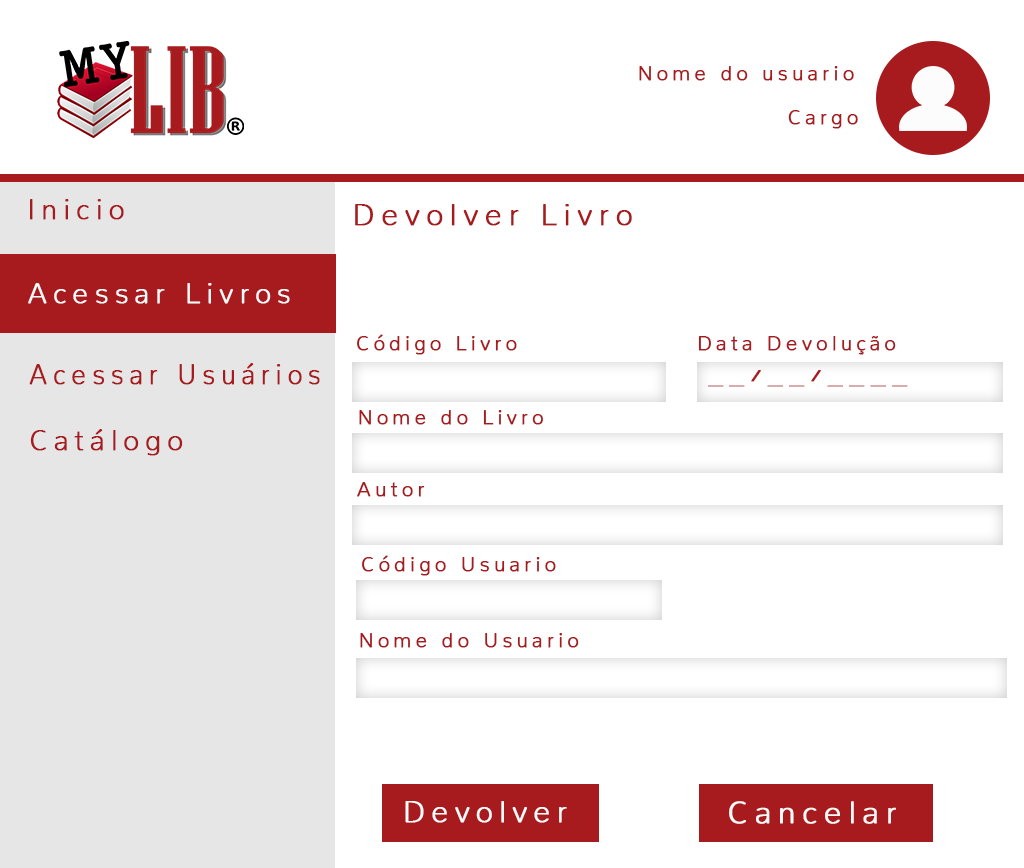 MY LIB®
Nome do usuario
Cargo
Inicio
Acessar Livros
Acessar Usuários
Catálogo
Devolver Livro
Código Livro
Data Devolução
__/__/____
Nome do Livro
Autor
Código Usuario
Nome do Usuario
Devolver
Cancelar